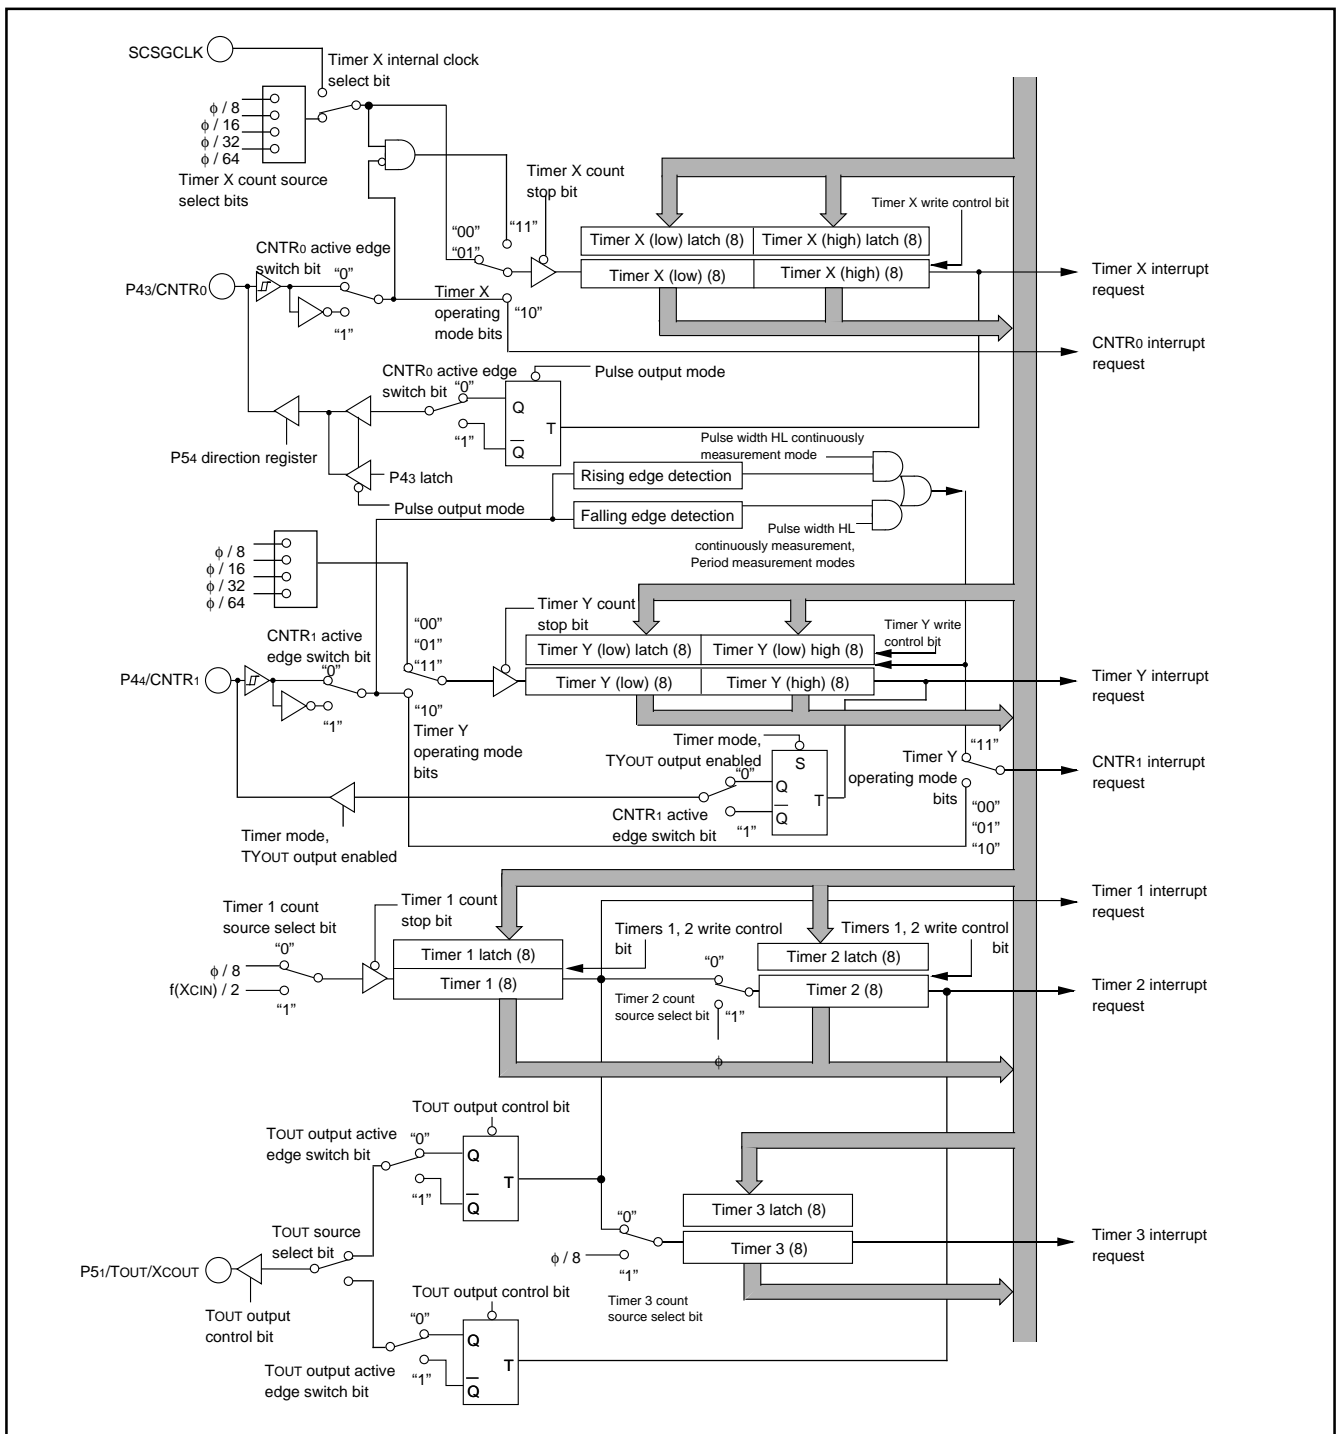 SCSGCLK
Timer X internal clock
select bit
ϕ / 8
ϕ / 16
ϕ / 32
ϕ / 64
Timer X count source
select bits
Timer X count
stop bit
Timer X write control bit
“00”
“01”
“11”
Timer X (low) latch (8)
Timer X (high) latch (8)
Timer X (low) (8)
Timer X (high) (8)
Timer X interrupt
request
CNTR0 active edge
switch bit
“0”
P43/CNTR0
“1”
Timer X
operating
mode bits
“10”
CNTR0 interrupt
request
CNTR0 active edge
switch bit
“0”
Pulse output mode
Q
T
Q
“1”
P54 direction register
P43 latch
Pulse output mode
Pulse width HL continuously
measurement mode
Rising edge detection
Falling edge detection
Pulse width HL
continuously measurement,
Period measurement modes
ϕ / 8
ϕ / 16
ϕ / 32
ϕ / 64
Timer Y count
stop bit
“00”
“01”
“11”
Timer Y write
control bit
Timer Y (low) latch (8)
Timer Y (low) high (8)
Timer Y (low) (8)
Timer Y (high) (8)
Timer Y interrupt
request
CNTR1 active
edge switch bit
“0”
P44/CNTR1
“1”
“10”
Timer Y
operating mode
bits
Timer mode,
TYOUT output enabled
“0”
S
Q
T
Q
CNTR1 active
edge switch bit
“1”
Timer Y
operating mode
bits
“11”
“00”
“01”
“10”
CNTR1 interrupt
request
Timer mode,
TYOUT output enabled
Timer 1 count
source select bit
“0”
ϕ / 8
f(XCIN) / 2
“1”
Timer 1 count
stop bit
Timer 1 latch (8)
Timer 1 (8)
Timers 1, 2 write control
bit
Timers 1, 2 write control
bit
Timer 2 latch (8)
Timer 2 (8)
“0”
Timer 2 count
source select bit
“1”
ϕ
Timer 1 interrupt
request
Timer 2 interrupt
request
TOUT output control bit
TOUT output active
edge switch bit
“0”
Q
T
Q
“1”
TOUT source
select bit
P51/TOUT/XCOUT
TOUT output
control bit
“0”
ϕ / 8
“1”
Timer 3 count
source select bit
Timer 3 latch (8)
Timer 3 (8)
Timer 3 interrupt
request
TOUT output control bit
“0”
Q
T
Q
TOUT output active
edge switch bit
“1”